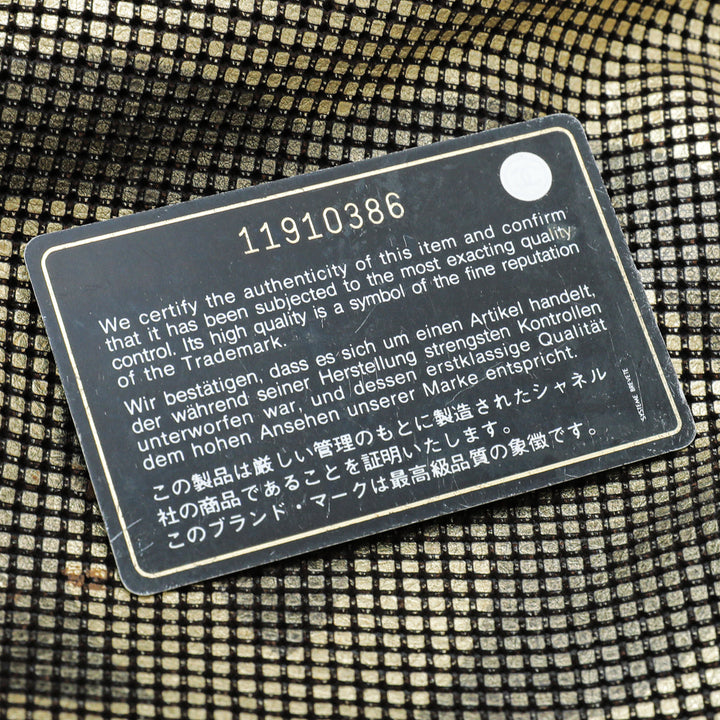 11910386
We certify the authenticity of this item and confirm
that it has been subjected to the most exacting quality
control. Its high quality is a symbol of the fine reputation
of the Trademark.
Wir bestätigen, dass es sich um einen Artikel handelt,
der während seiner Herstellung strengsten Kontrollen
unterworfen war, und dessen erstklassige Qualität
dem hohen Ansehen unserer Marke entspricht.
この製品は厳しい管理のもとに製造されたシャネル
社の商品であることを証明いたします。
このブランド・マークは最高級品質の象徴です。
SYSTEME BREVETE